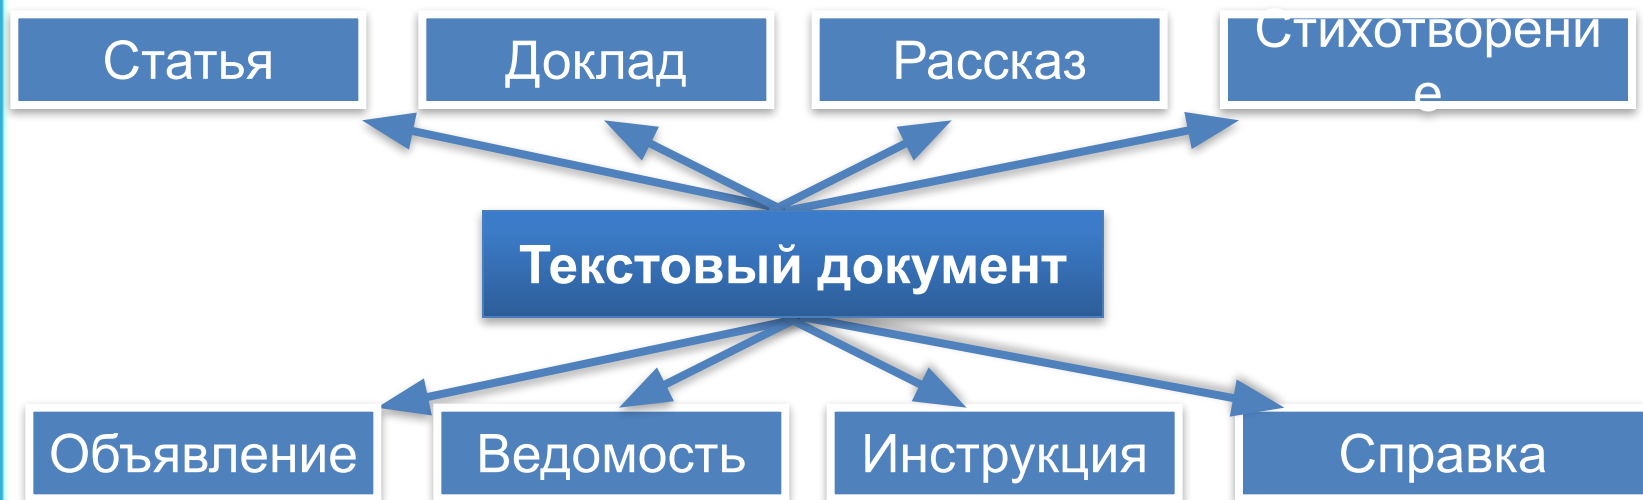 Статья
Доклад
Рассказ
Стихотворени
е
Текстовый документ
Объявление
Ведомость
Инструкция
Справка